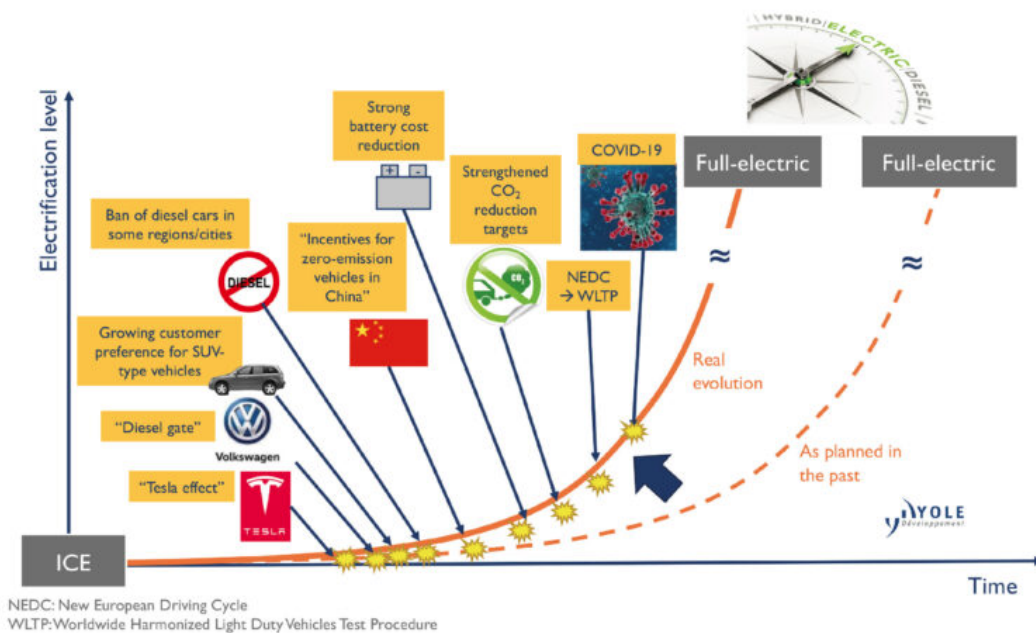 HYBRID/ELECTRIC/DIESEL/
Electrification level
Strong
battery cost
reduction
+ -
COVID-19
Full-electric
Full-electric
Strengthened
CO₂
reduction
targets
CO₂
Ban of diesel cars in
some regions/cities
DIESEL
"Incentives for
zero-emission
vehicles in
China"
NEDC
→ WLTP
≈
≈
Growing customer
preference for SUV-
type vehicles
Real
evolution
"Diesel gate"
Volkswagen
As planned in
the past
"Tesla effect"
TESLA
YOLE
Développement
ICE
Time
NEDC: New European Driving Cycle
WLTP: Worldwide Harmonized Light Duty Vehicles Test Procedure